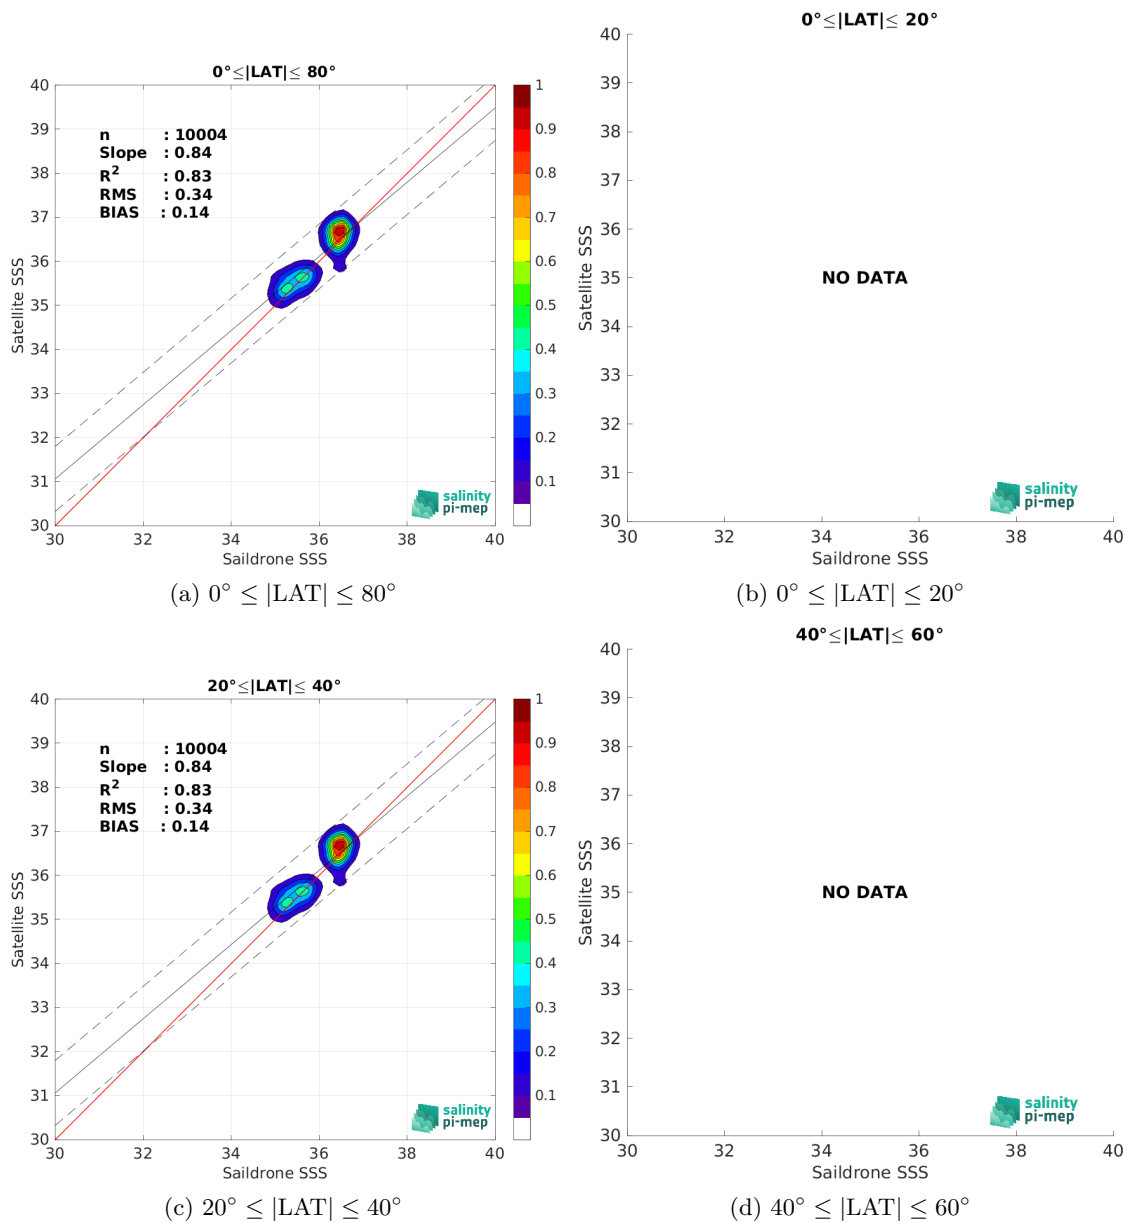 0°≤|LAT|≤ 80°
40
39
38
37
36
35
34
33
32
31
30
30 32 34 36 38 40
Satellite SSS
Saildrone SSS
n : 10004
Slope : 0.84
R² : 0.83
RMS : 0.34
BIAS : 0.14
1
0.9
0.8
0.7
0.6
0.5
0.4
0.3
0.2
0.1
salinity
pi-mep
(a) 0° ≤ |LAT| ≤ 80°
0°≤|LAT|≤ 20°
40
39
38
37
36
35
34
33
32
31
30
30 32 34 36 38 40
Satellite SSS
Saildrone SSS
NO DATA
salinity
pi-mep
(b) 0° ≤ |LAT| ≤ 20°
20°≤|LAT|≤ 40°
40
39
38
37
36
35
34
33
32
31
30
30 32 34 36 38 40
Satellite SSS
Saildrone SSS
n : 10004
Slope : 0.84
R² : 0.83
RMS : 0.34
BIAS : 0.14
1
0.9
0.8
0.7
0.6
0.5
0.4
0.3
0.2
0.1
salinity
pi-mep
(c) 20° ≤ |LAT| ≤ 40°
40°≤|LAT|≤ 60°
40
39
38
37
36
35
34
33
32
31
30
30 32 34 36 38 40
Satellite SSS
Saildrone SSS
NO DATA
salinity
pi-mep
(d) 40° ≤ |LAT| ≤ 60°